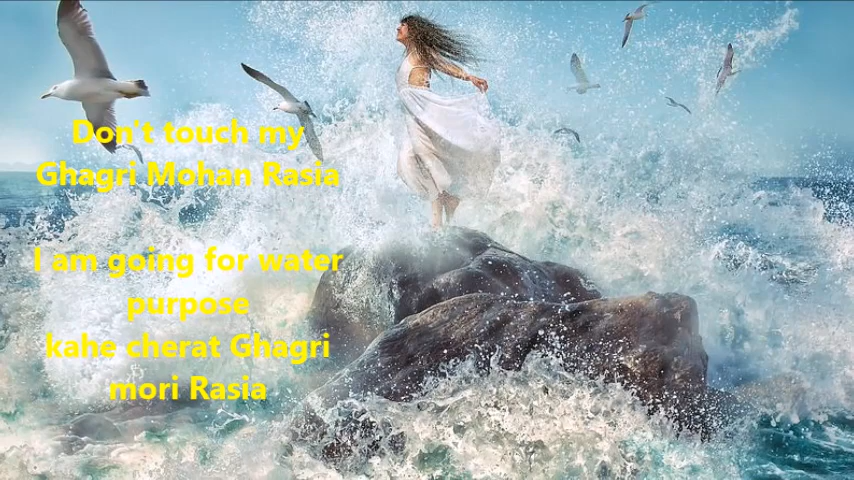 Don't touch my
Ghagri Mohan Rasia
I am going for water
purpose
kahe cherat Ghagri
mori Rasia